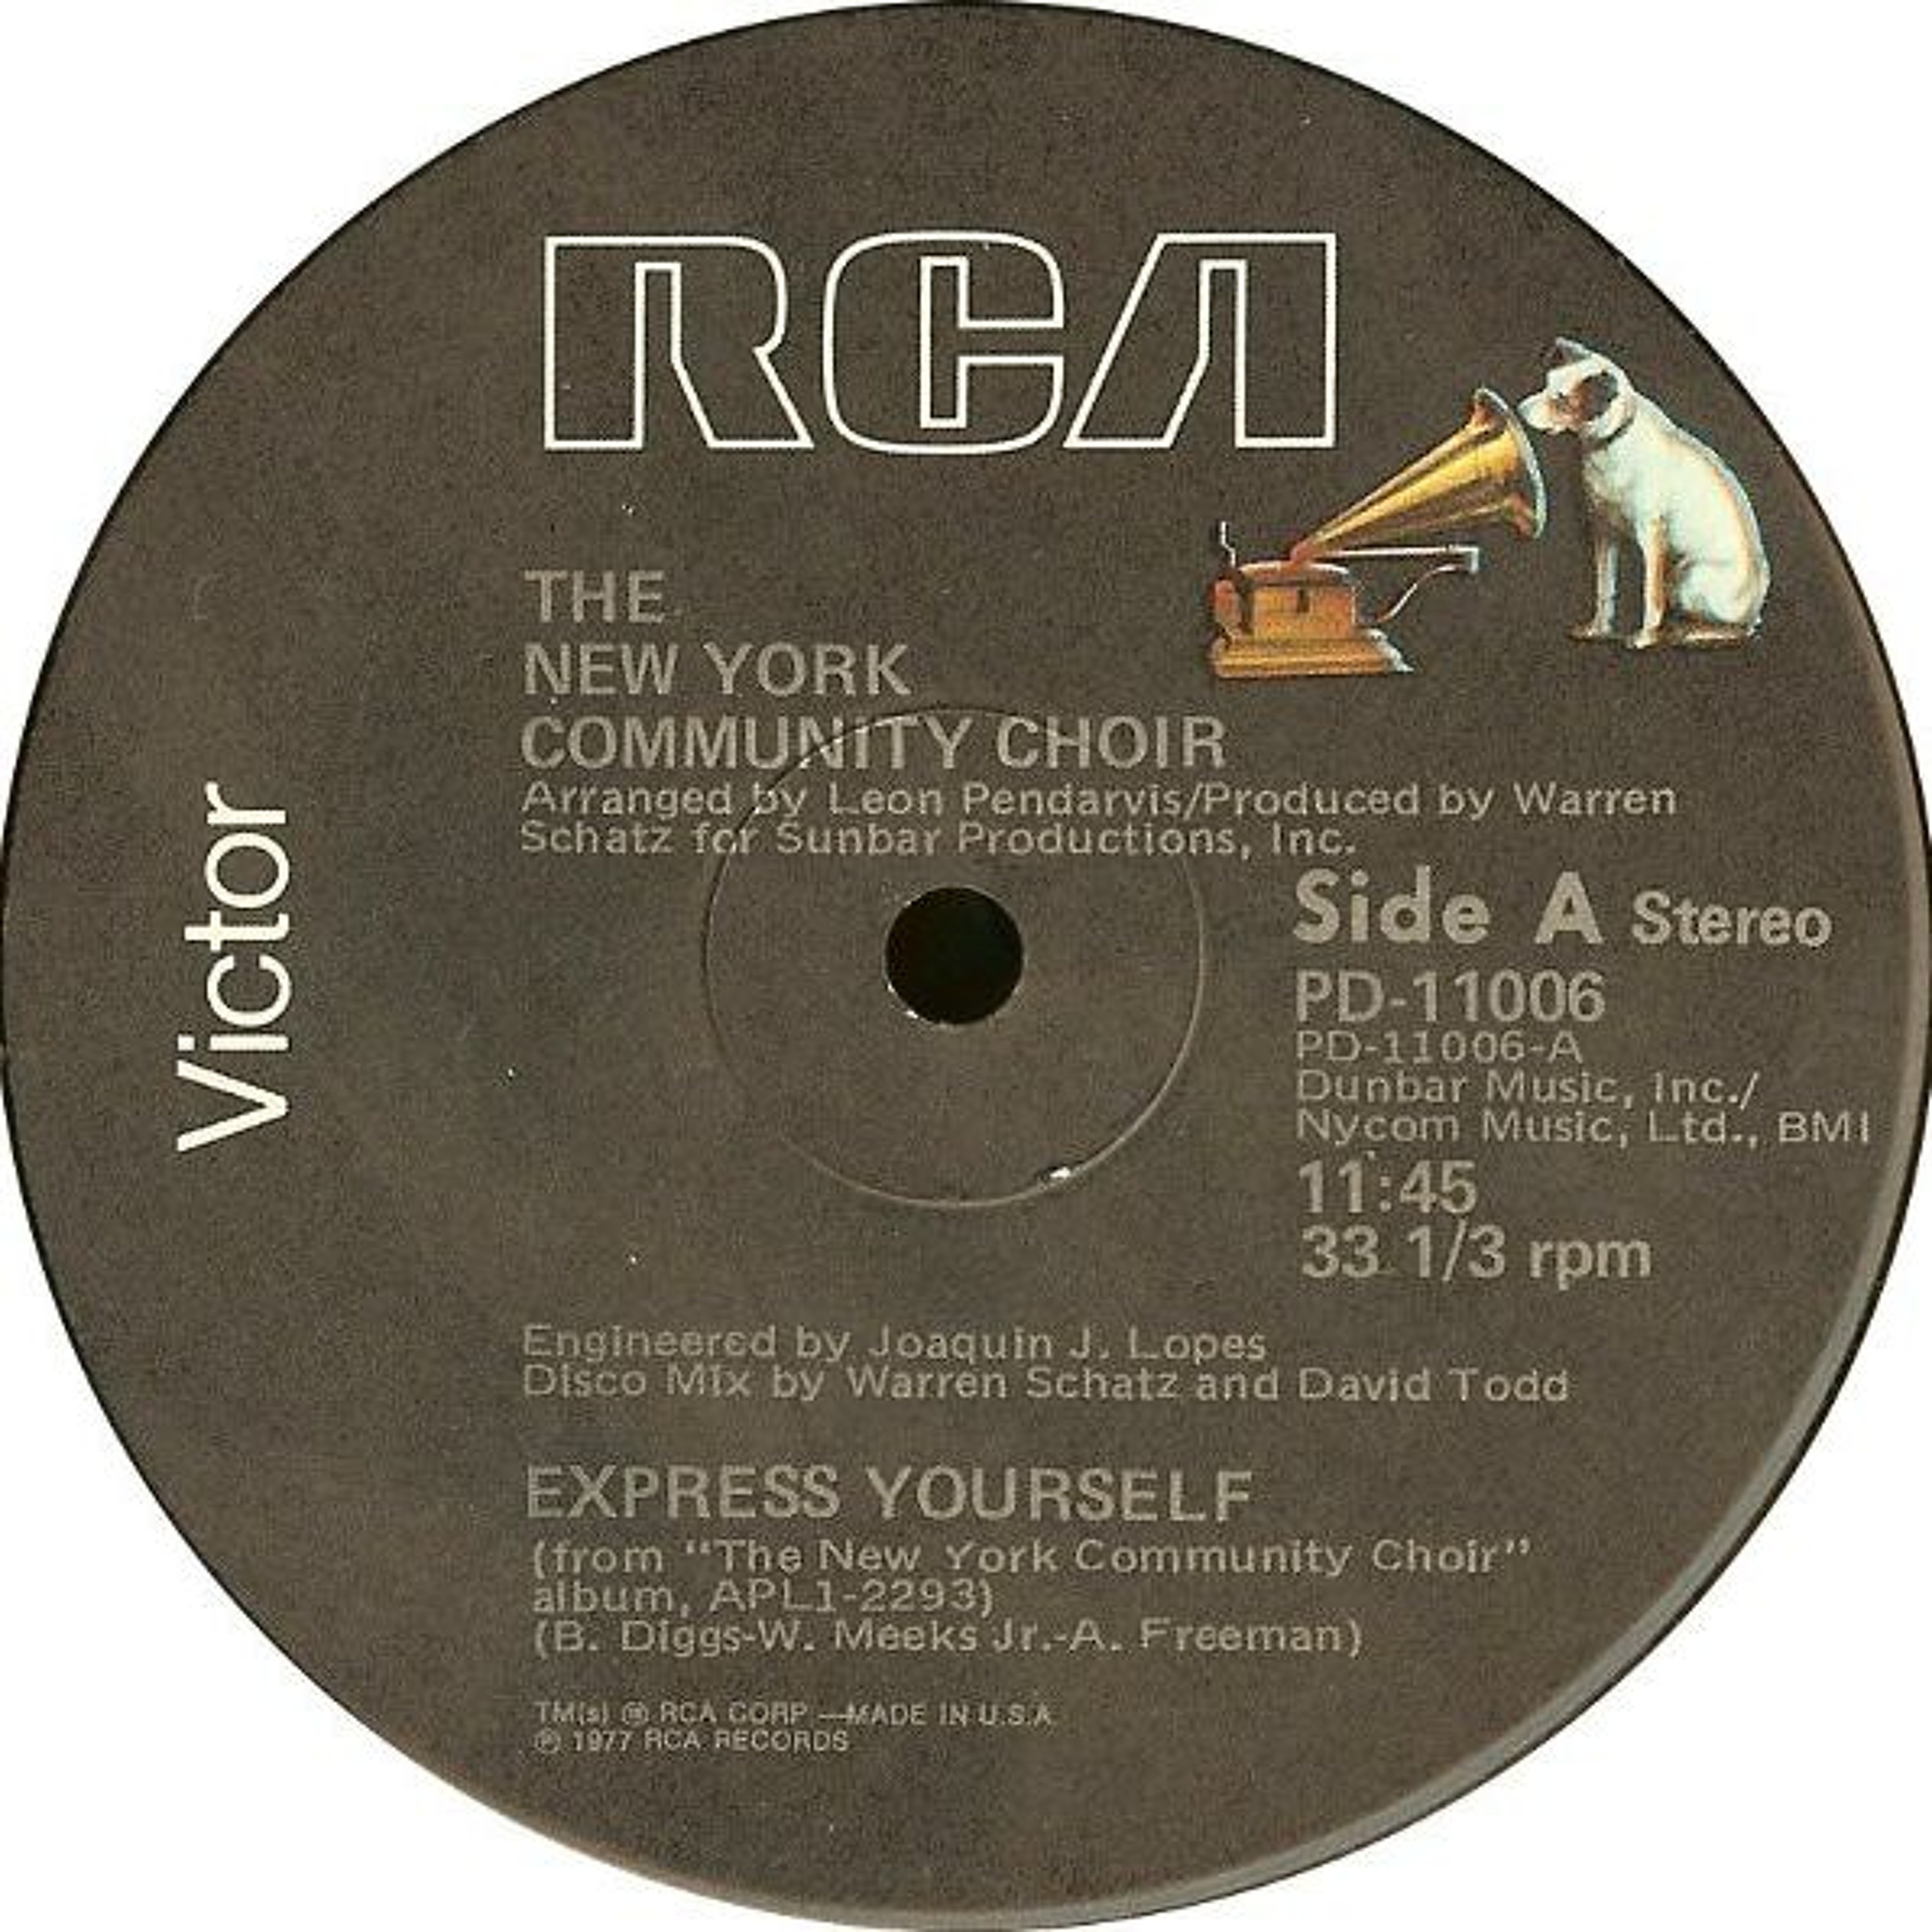 RCA
THE
NEW YORK
COMMUNITY CHOIR
Arranged by Leon Pendarvis/Produced by Warren
Schatz for Sunbar Productions, Inc.
Victor
Side A Stereo
PD-11006
PD-11006-A
Dunbar Music, Inc./
Nycom Music, Ltd., BMI
11:45
33 1/3 rpm
Engineered by Joaquin J. Lopes
Disco Mix by Warren Schatz and David Todd
EXPRESS YOURSELF
(from "The New York Community Choir"
album, APL1-2293)
(B. Diggs-W. Meeks Jr.-A. Freeman)
TM(s) ® RCA CORP —MADE IN U.S.A.
℗ 1977 RCA RECORDS